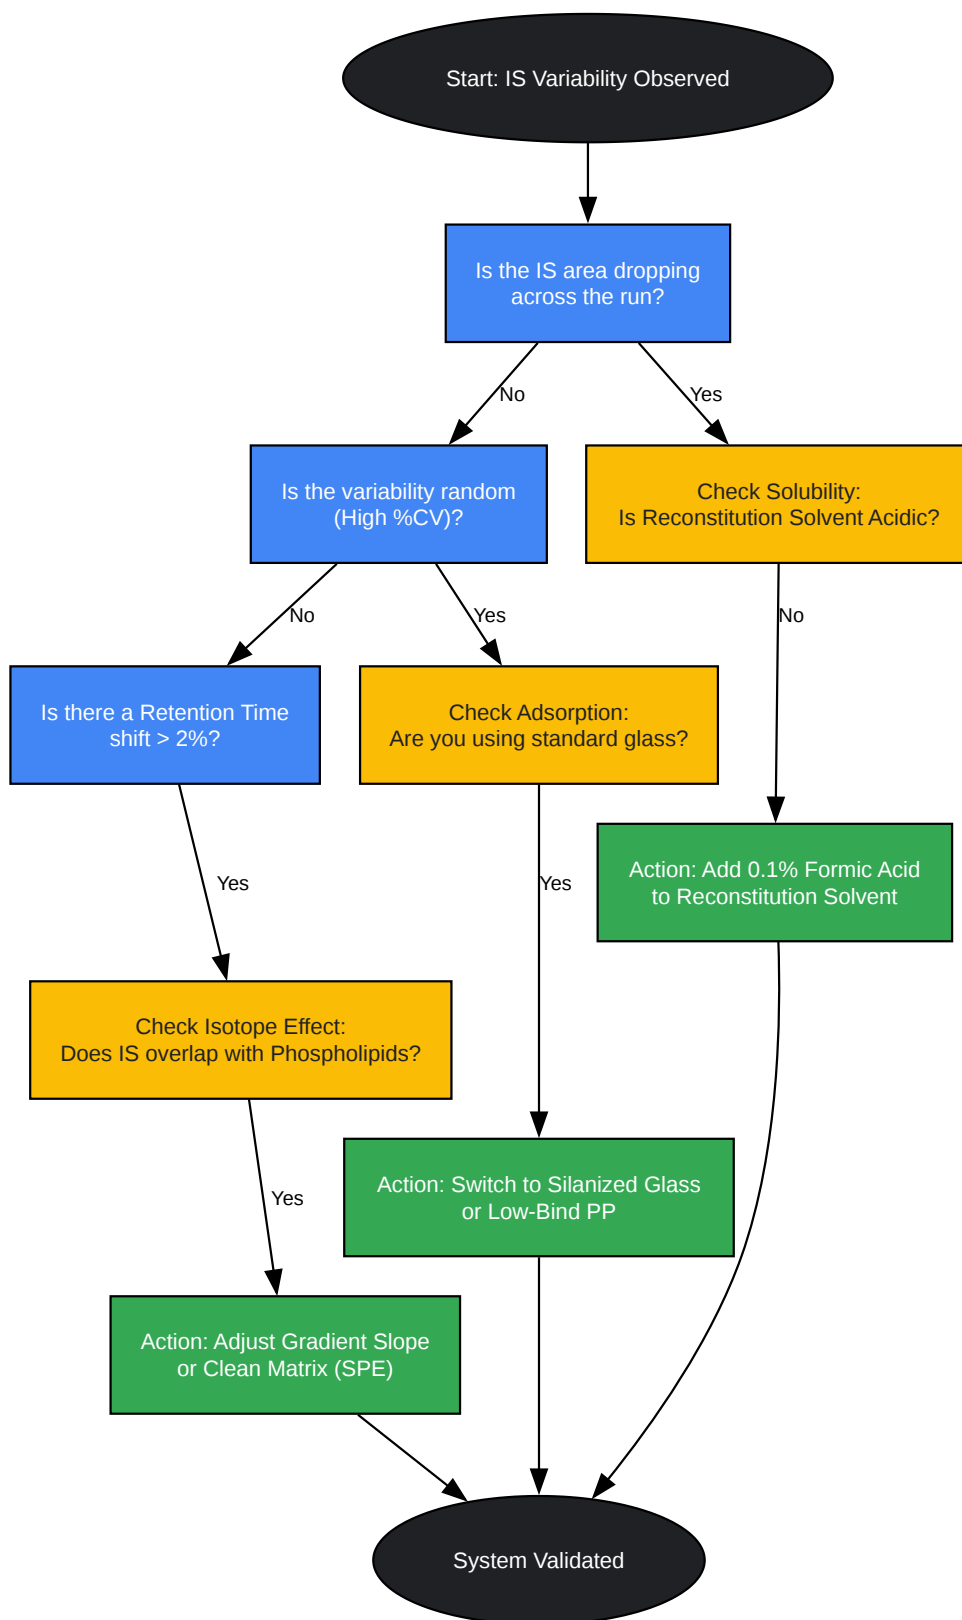 Start: IS Variability Observed
Is the IS area dropping
across the run?
No
Yes
Is the variability random
(High %CV)?
Check Solubility:
Is Reconstitution Solvent Acidic?
No
Yes
No
Is there a Retention Time
shift > 2%?
Check Adsorption:
Are you using standard glass?
Action: Add 0.1% Formic Acid
to Reconstitution Solvent
Yes
Yes
Check Isotope Effect:
Does IS overlap with Phospholipids?
Action: Switch to Silanized Glass
or Low-Bind PP
Yes
Action: Adjust Gradient Slope
or Clean Matrix (SPE)
System Validated